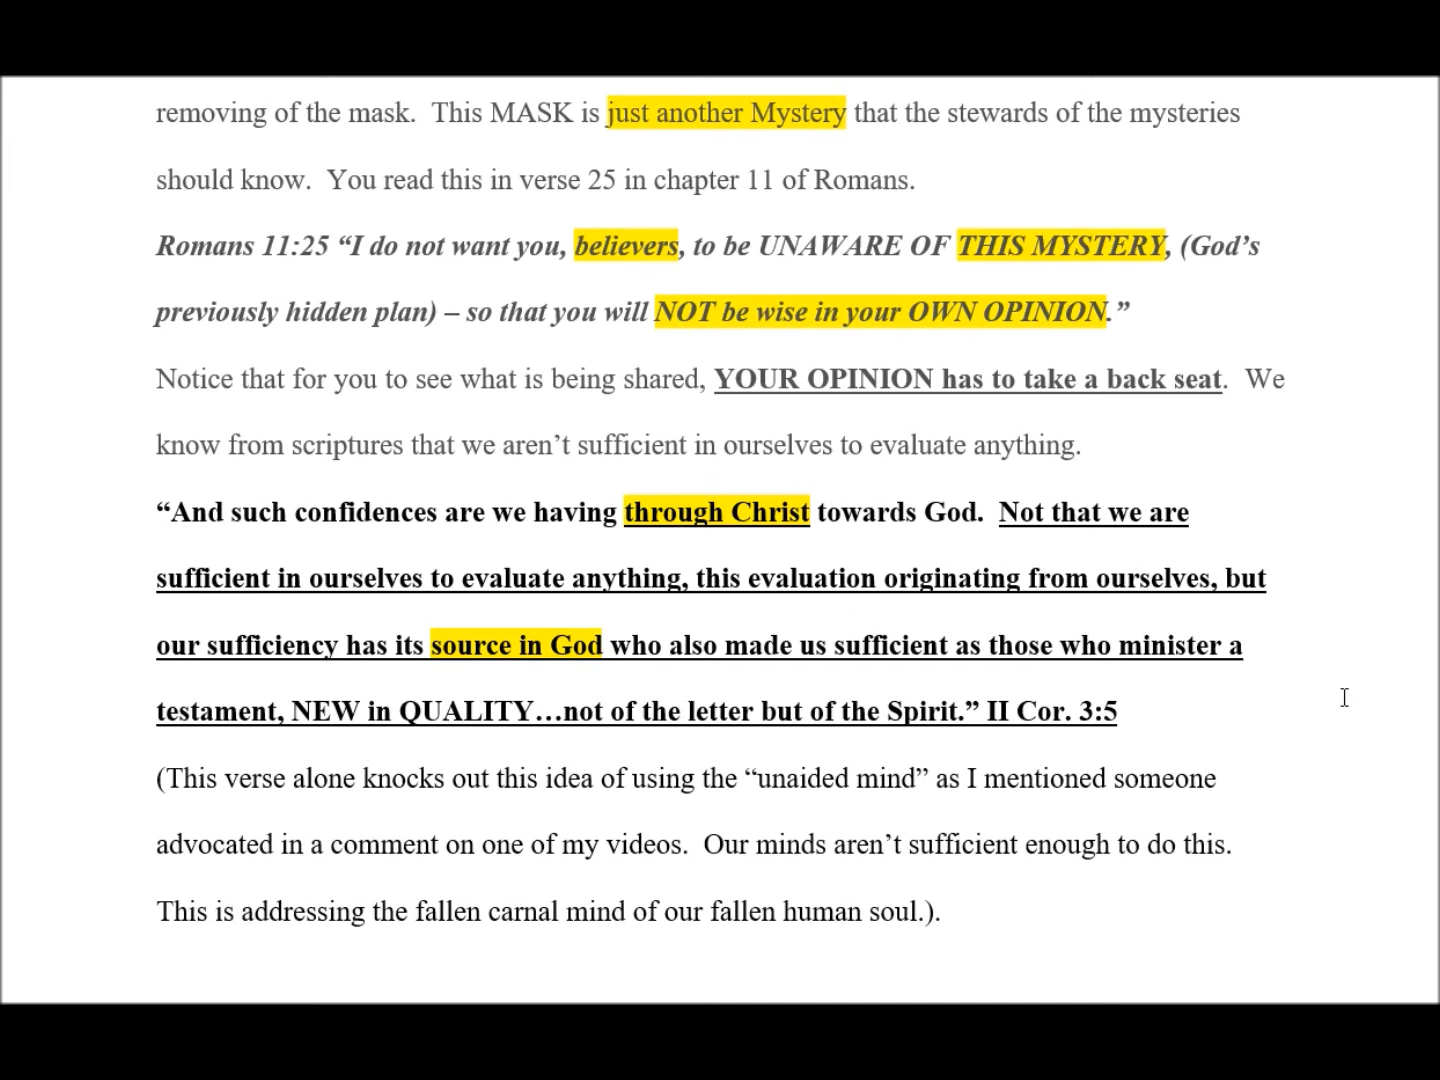 removing of the mask.  This MASK is just another Mystery that the stewards of the mysteries
should know.  You read this in verse 25 in chapter 11 of Romans.
Romans 11:25 “I do not want you, believers, to be UNAWARE OF THIS MYSTERY, (God’s
previously hidden plan) – so that you will NOT be wise in your OWN OPINION.”
Notice that for you to see what is being shared, YOUR OPINION has to take a back seat.  We
know from scriptures that we aren’t sufficient in ourselves to evaluate anything.
“And such confidences are we having through Christ towards God.  Not that we are
sufficient in ourselves to evaluate anything, this evaluation originating from ourselves, but
our sufficiency has its source in God who also made us sufficient as those who minister a
testament, NEW in QUALITY…not of the letter but of the Spirit.” II Cor. 3:5
(This verse alone knocks out this idea of using the “unaided mind” as I mentioned someone
advocated in a comment on one of my videos.  Our minds aren’t sufficient enough to do this.
This is addressing the fallen carnal mind of our fallen human soul.).